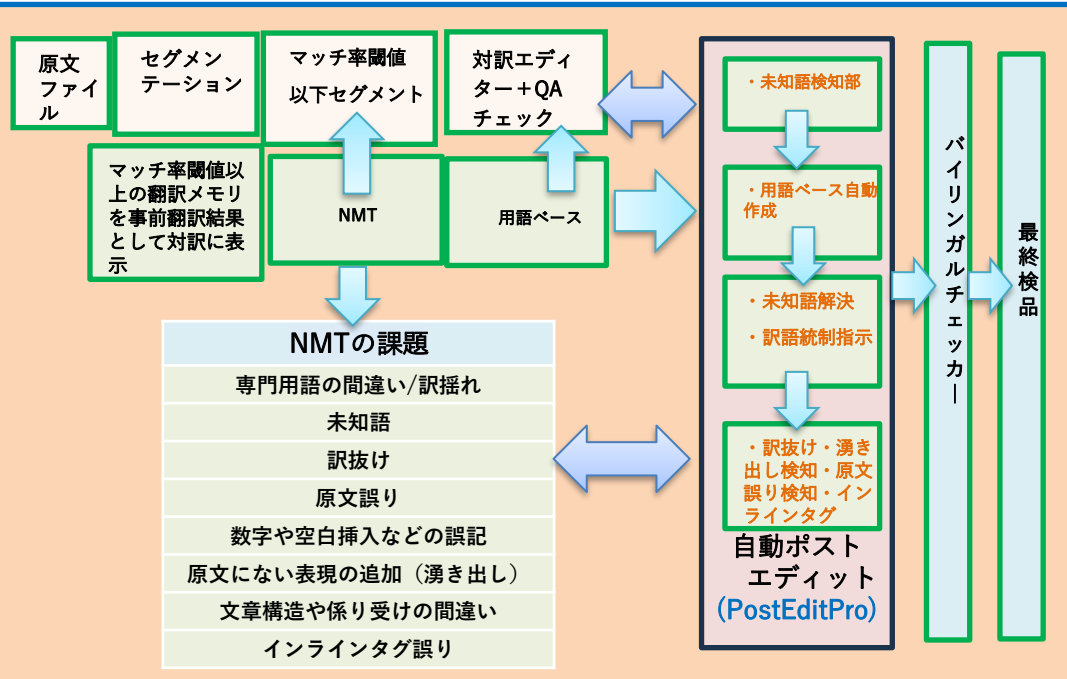 原文
ファイ
ル
セグメン
テーション
マッチ率閾値
以下セグメント
対訳エディ
ター＋QA
チェック
マッチ率閾値以
上の翻訳メモリ
を事前翻訳結果
として対訳に表
示
NMT
用語ベース
NMTの課題
専門用語の間違い/訳揺れ
未知語
訳抜け
原文誤り
数字や空白挿入などの誤記
原文にない表現の追加（湧き出し）
文章構造や係り受けの間違い
インラインタグ誤り
・未知語検知部
・用語ベース自動
作成
・未知語解決
・訳語統制指示
・訳抜け・湧き
出し検知・原文
誤り検知・イン
ラインタグ
自動ポスト
エディット
(PostEditPro)
バイリンガルチェッカー
最終検品